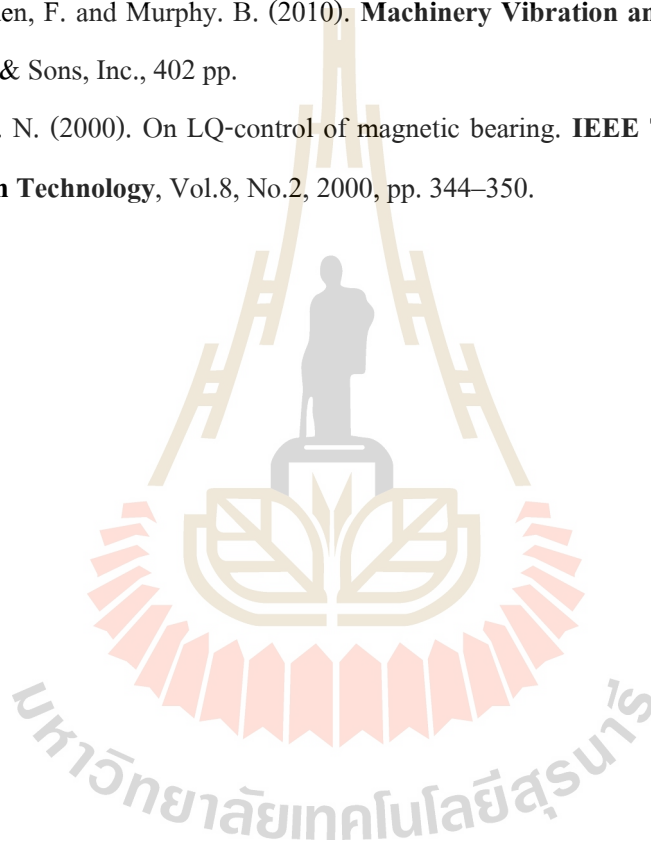 en, F. and Murphy. B. (2010). Machinery Vibration an
& Sons, Inc., 402 pp.
. N. (2000). On LQ-control of magnetic bearing. IEEE
Technology, Vol.8, No.2, 2000, pp. 344–350.
มหาวิทยาลัยเทคโนโลยีสุรนารี